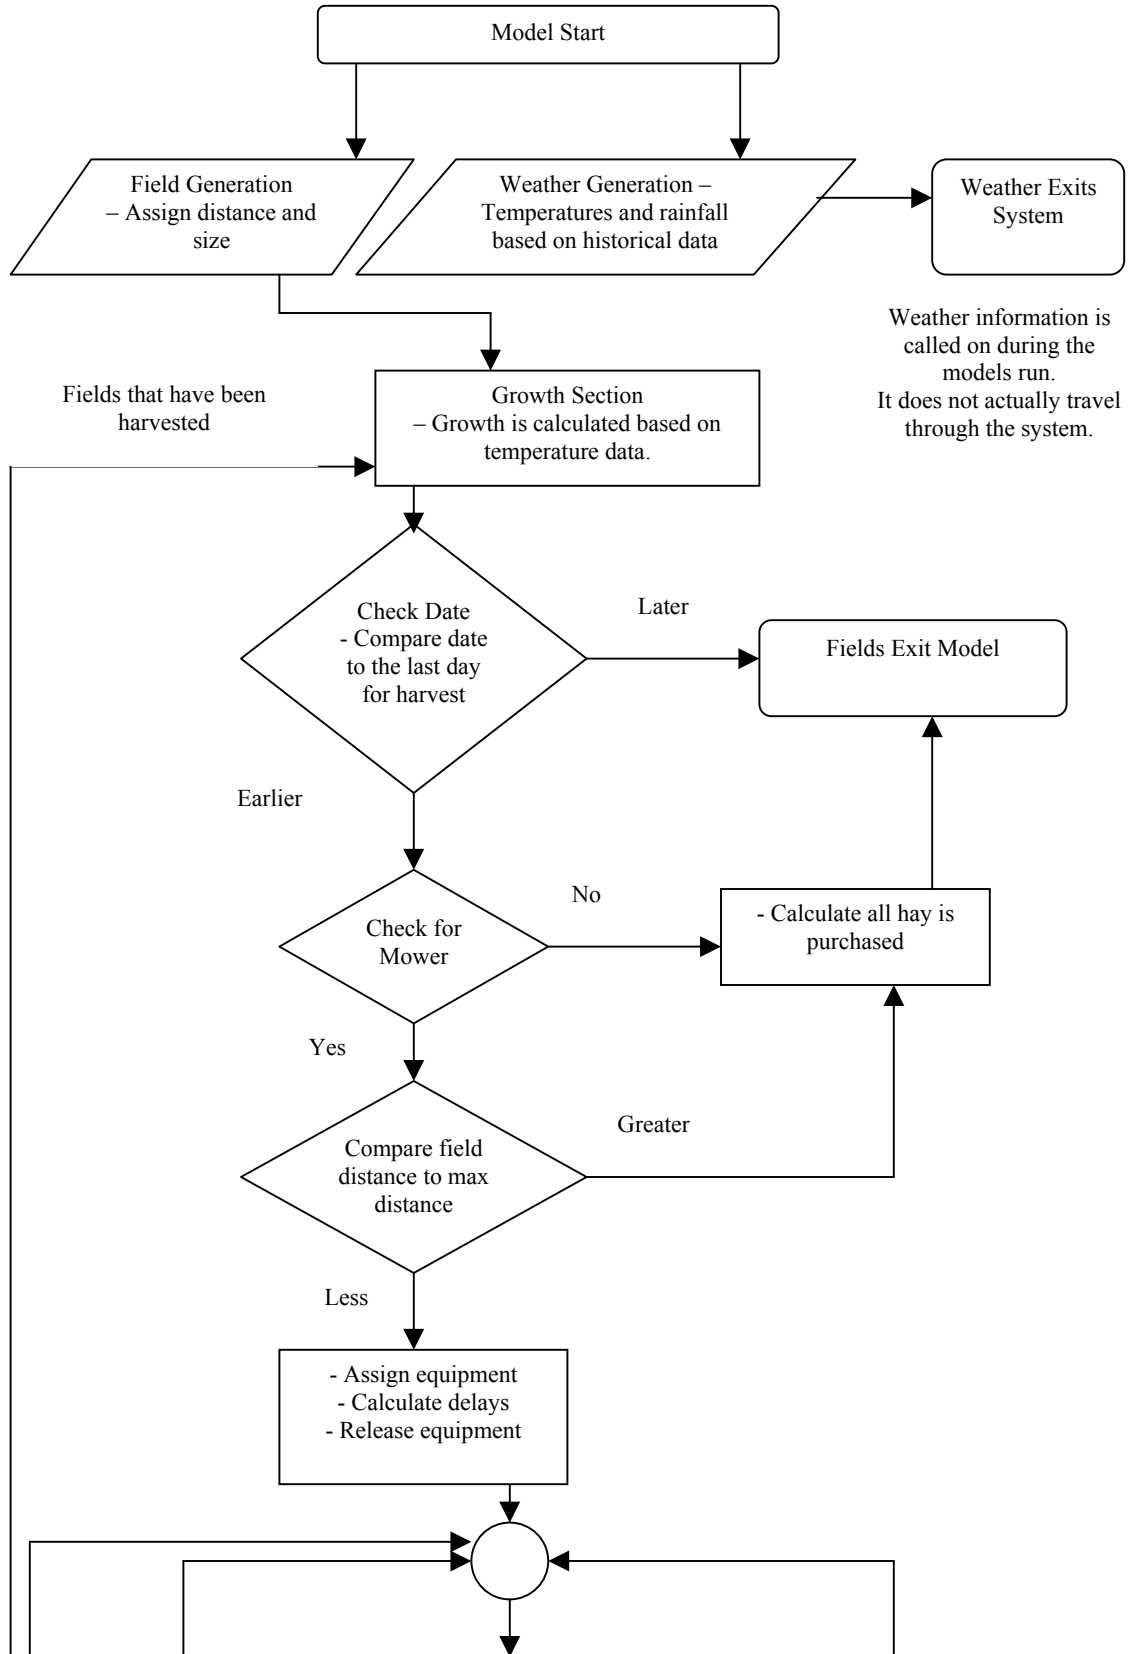 Model Start
Field Generation
– Assign distance and
size
Weather Generation –
Temperatures and rainfall
based on historical data
Weather Exits
System
Weather information is
called on during the
models run.
It does not actually travel
through the system.
Fields that have been
harvested
Growth Section
– Growth is calculated based on
temperature data.
Check Date
- Compare date
to the last day
for harvest
Later
Fields Exit Model
Earlier
Check for
Mower
No
- Calculate all hay is
purchased
Yes
Compare field
distance to max
distance
Greater
Less
- Assign equipment
- Calculate delays
- Release equipment